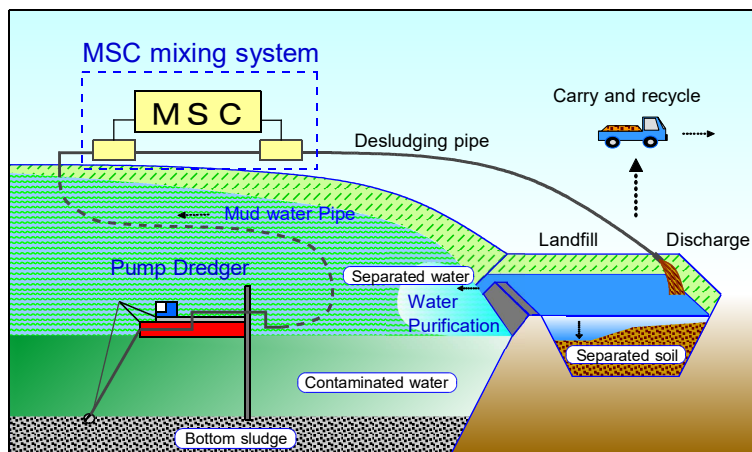 MSC mixing system
MSC
Carry and recycle
Desludging pipe
Mud water Pipe
Landfill
Discharge
Pump Dredger
Separated water
Water
Purification
Separated soil
Contaminated water
Bottom sludge